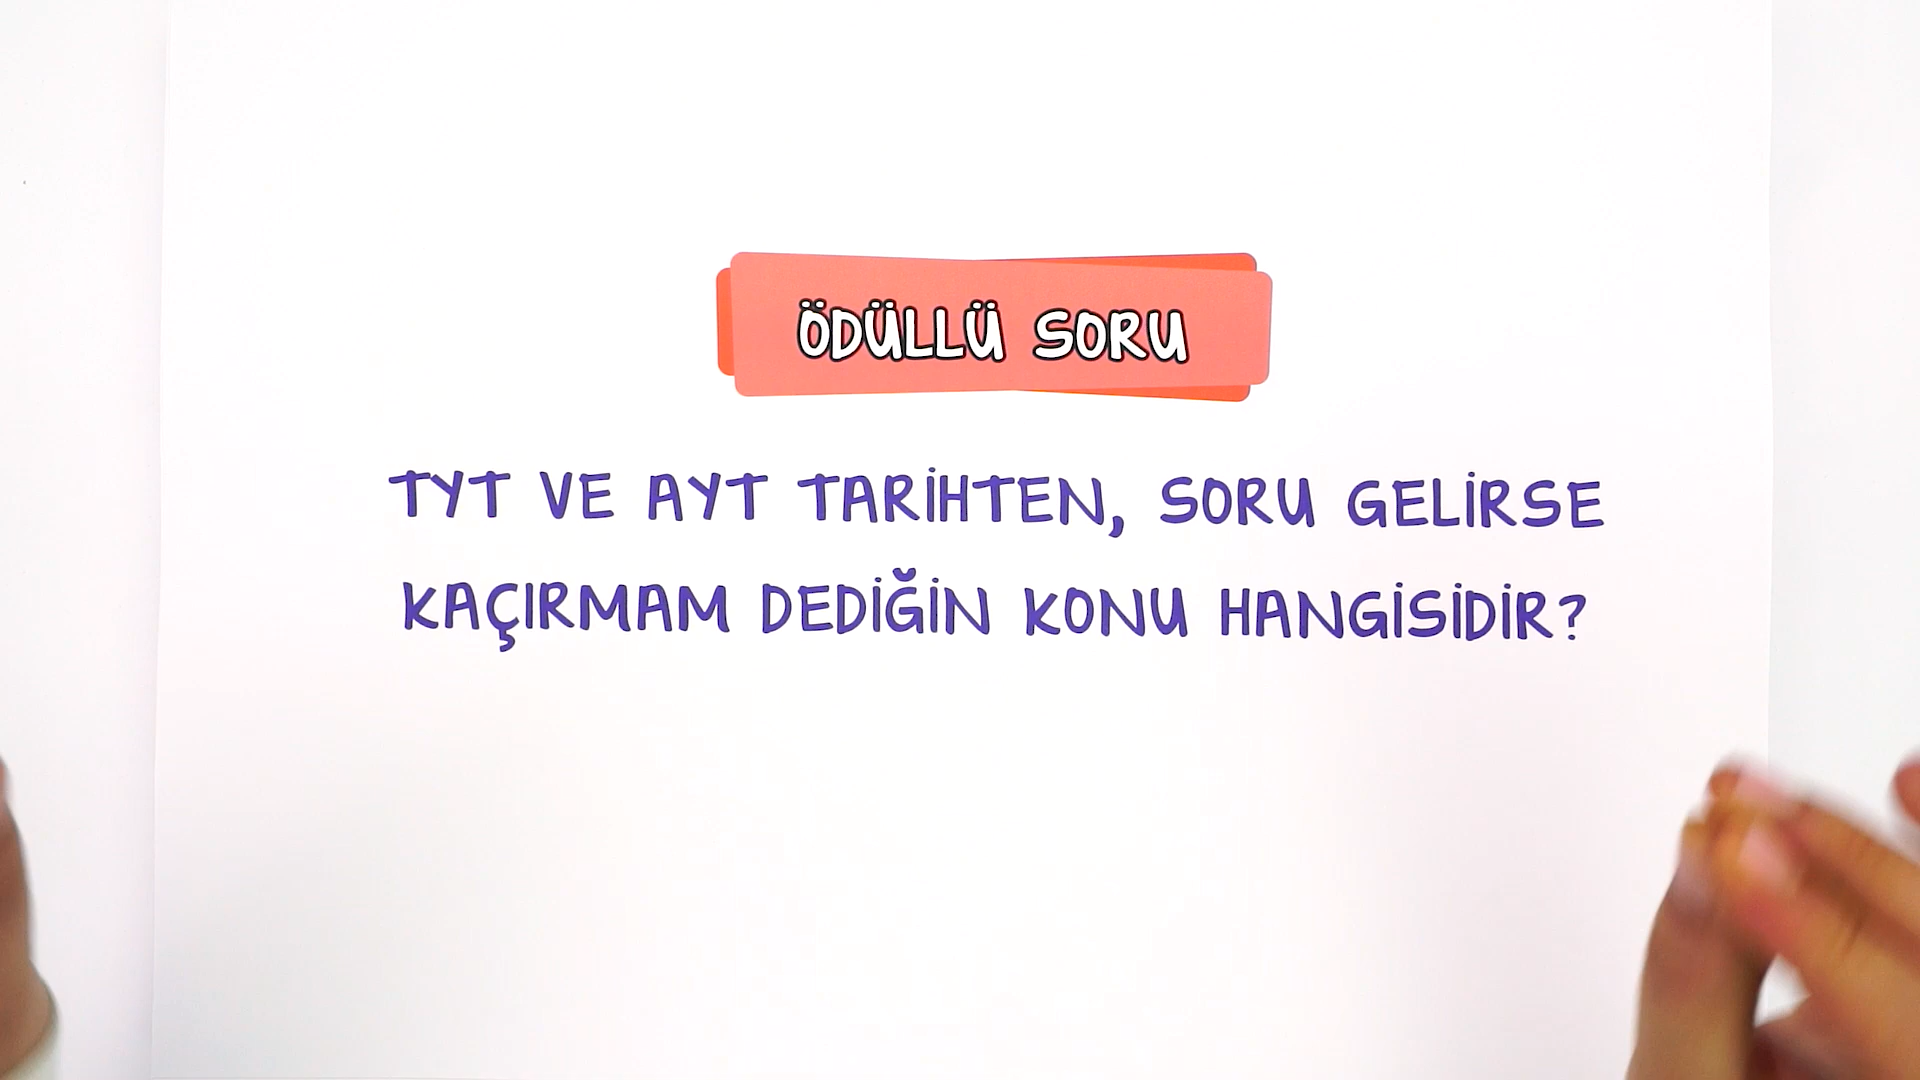 ÖDÜLLÜ SORU
TYT VE AYT TARİHTEN, SORU GELİRSE
KAÇIRMAM DEDİĞİN KONU HANGİSİDİR?